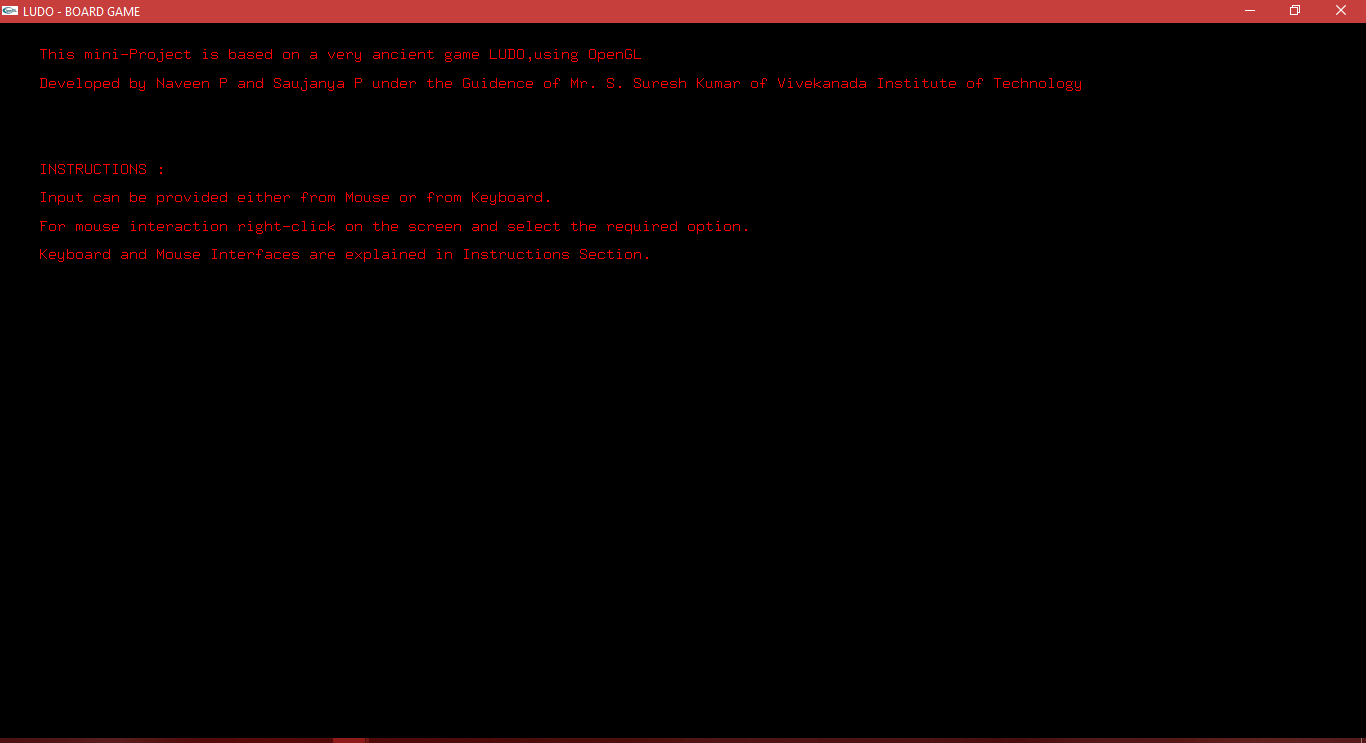 LUDO - BOARD GAME
This mini-Project is based on a very ancient game LUDO,using OpenGL
Developed by Naveen P and Saujanya P under the Guidence of Mr. S. Suresh Kumar of Vivekanada Institute of Technology
INSTRUCTIONS :
Input can be provided either from Mouse or from Keyboard.
For mouse interaction right-click on the screen and select the required option.
Keyboard and Mouse Interfaces are explained in Instructions Section.